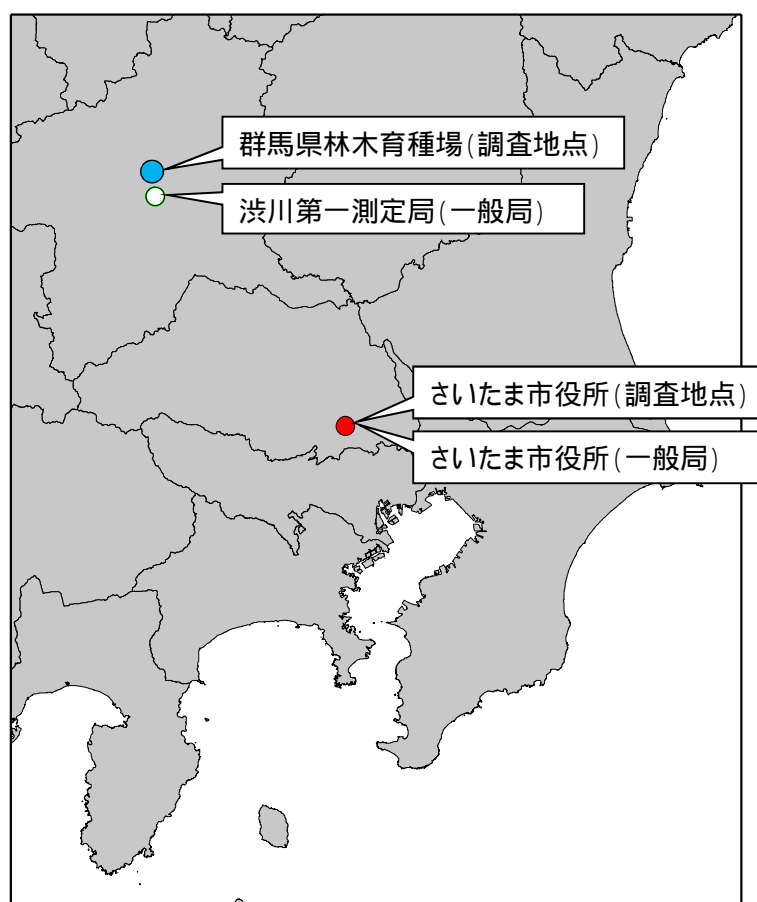 群馬県林木育種場(調査地点)
渋川第一測定局(一般局)
さいたま市役所(調査地点)
さいたま市役所(一般局)